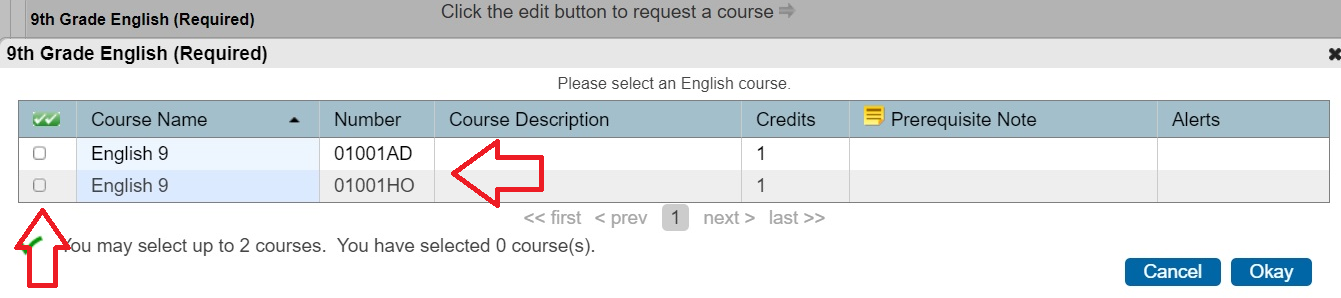 9th Grade English (Required) Click the edit button to request a course
9th Grade English (Required)
Please select an English course.
Course Name Number Course Description Credits Prerequisite Note Alerts
English 9 01001AD 1
English 9 01001HO 1
<< first < prev 1 next > last >>
You may select up to 2 courses. You have selected 0 course(s).
Cancel Okay